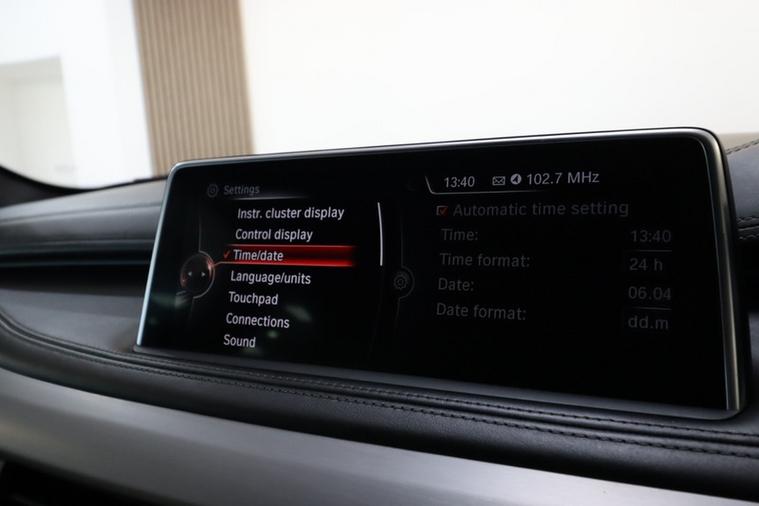 Settings
13:40 102.7 MHz
Instr. cluster display
Control display
Time/date
Language/units
Touchpad
Connections
Sound
Automatic time setting
Time: 13:40
Time format: 24 h
Date: 06.04
Date format: dd.m